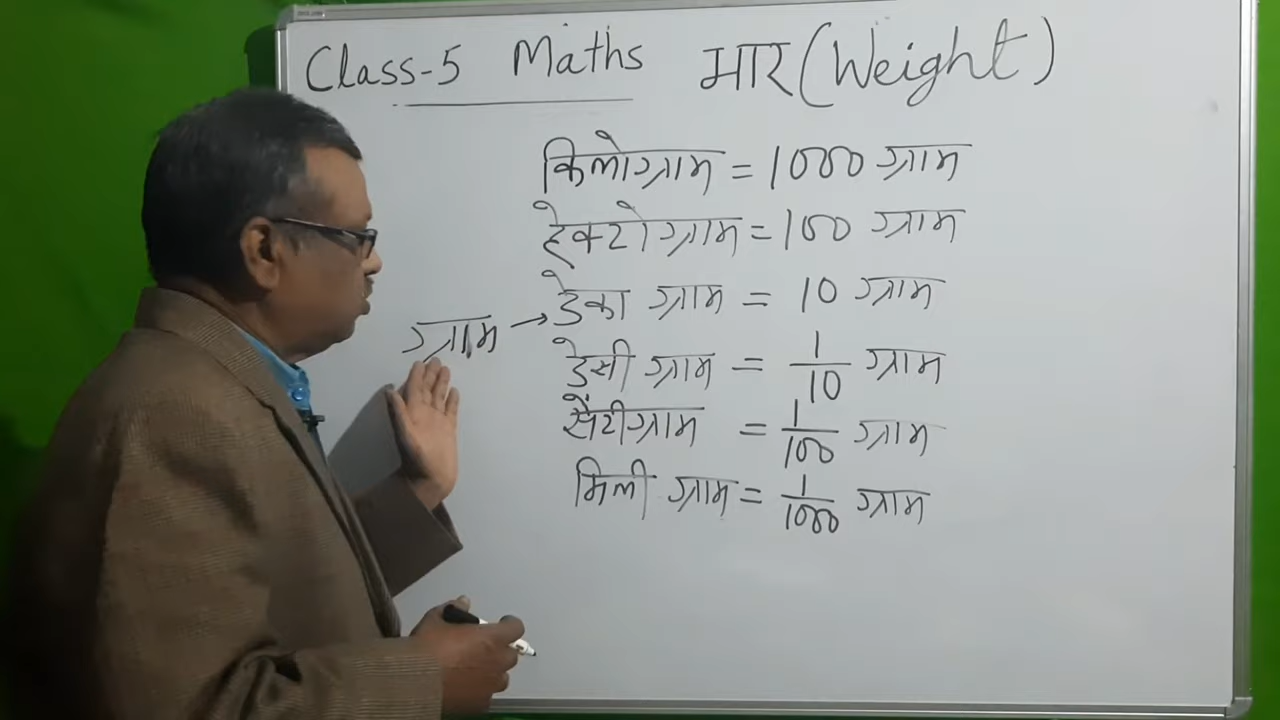 Class-5 Maths भार (Weight)
किलोग्राम = 1000 ग्राम
हेक्टो ग्राम = 100 ग्राम
ग्राम → डेका ग्राम = 10 ग्राम
डेसी ग्राम = 1/10 ग्राम
सेंटीग्राम = 1/100 ग्राम
मिली ग्राम = 1/1000 ग्राम